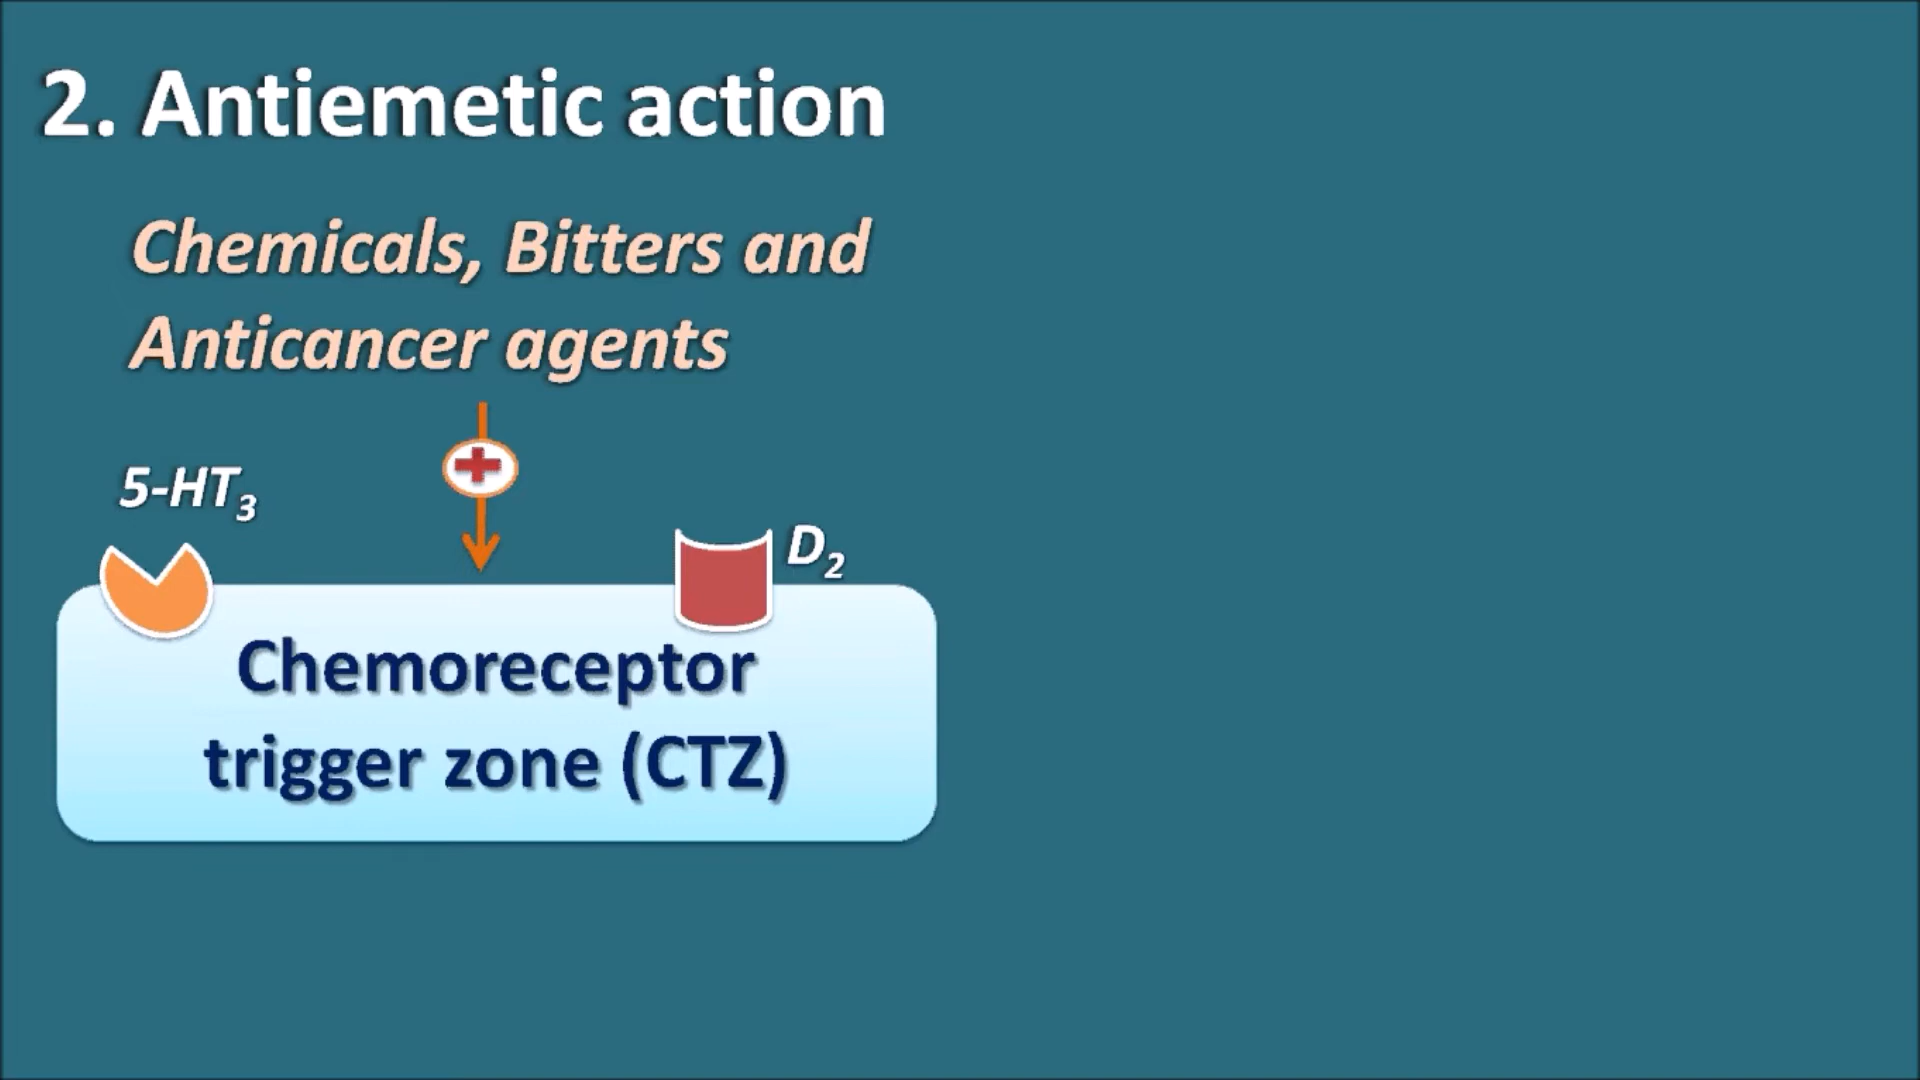 2. Antiemetic action
Chemicals, Bitters and
Anticancer agents
5-HT₃
D₂
Chemoreceptor
trigger zone (CTZ)